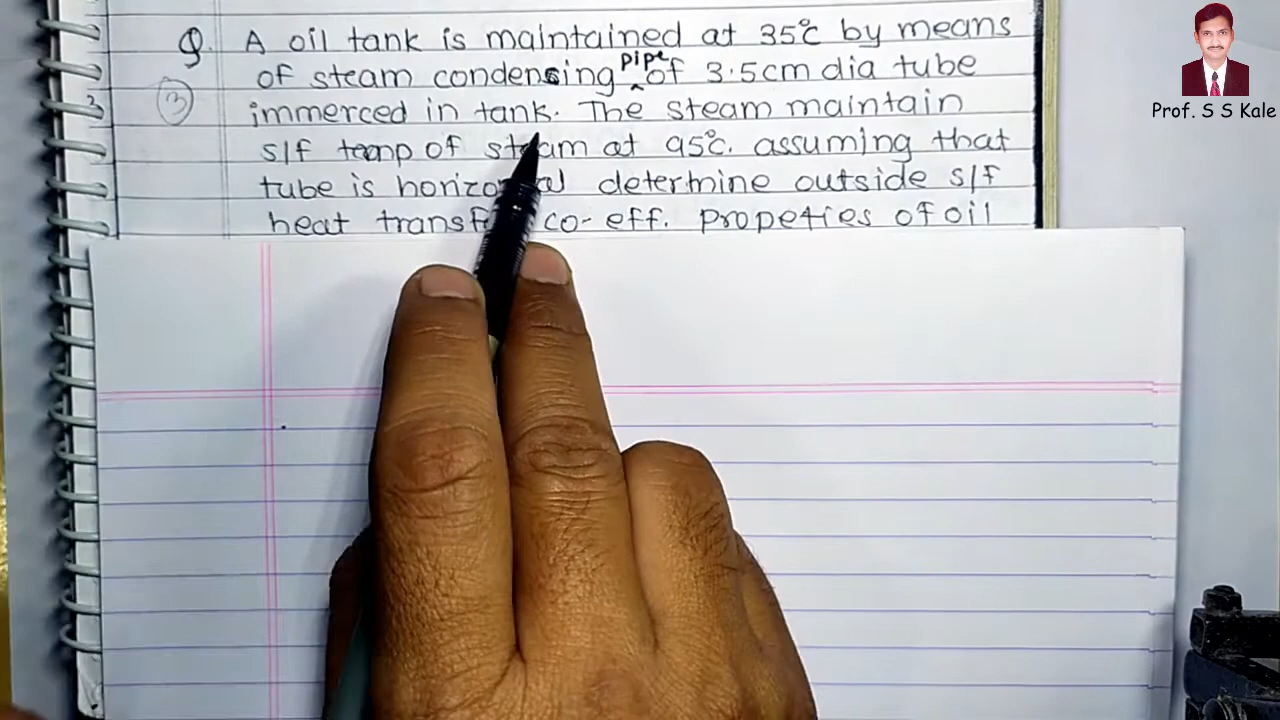 Q. A oil tank is maintained at 35°C by means
of steam condensing pipe of 3.5cm dia tube
③ immerced in tank. The steam maintain
s/f temp of steam at 95°C. assuming that
tube is horizontal determine outside s/f
heat transfer co-eff. Propeties of oil
Prof. S S Kale